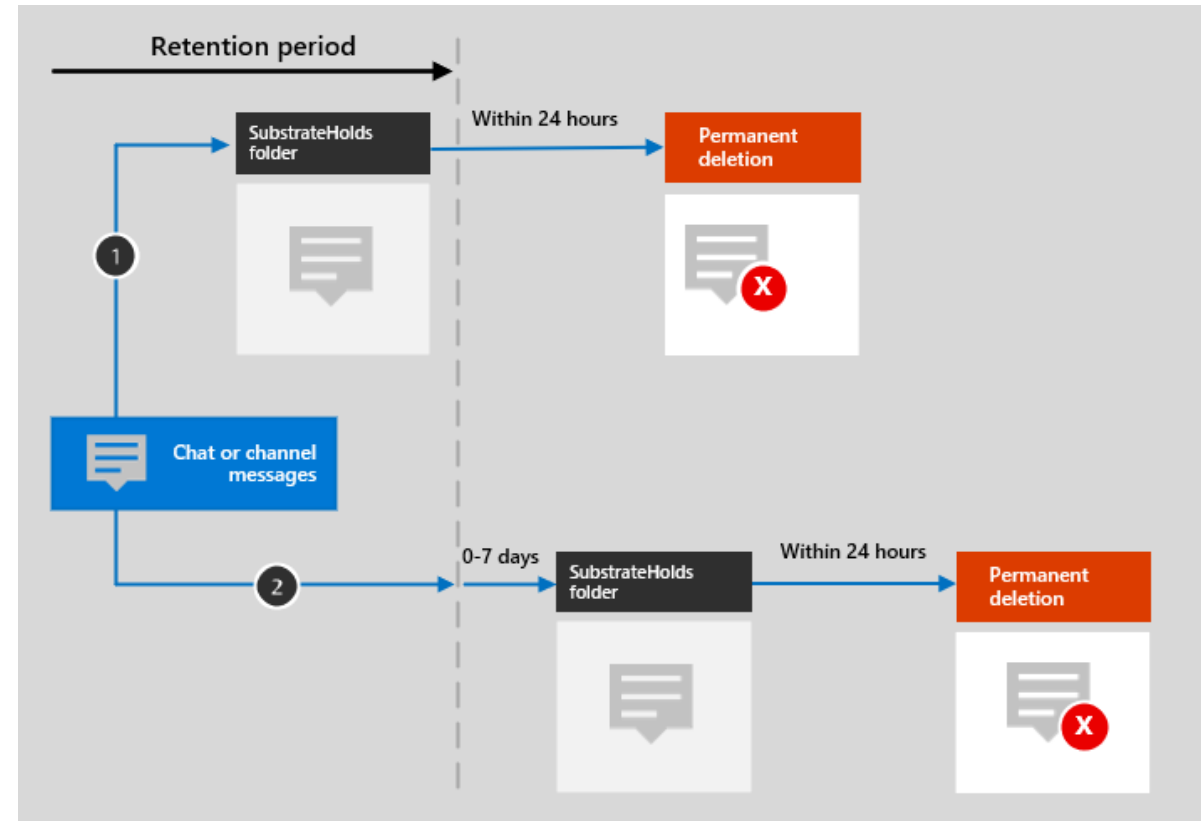 Retention period
SubstrateHolds
folder
Within 24 hours
Permanent
deletion
X
1
Chat or channel
messages
2
0-7 days
SubstrateHolds
folder
Within 24 hours
Permanent
deletion
X